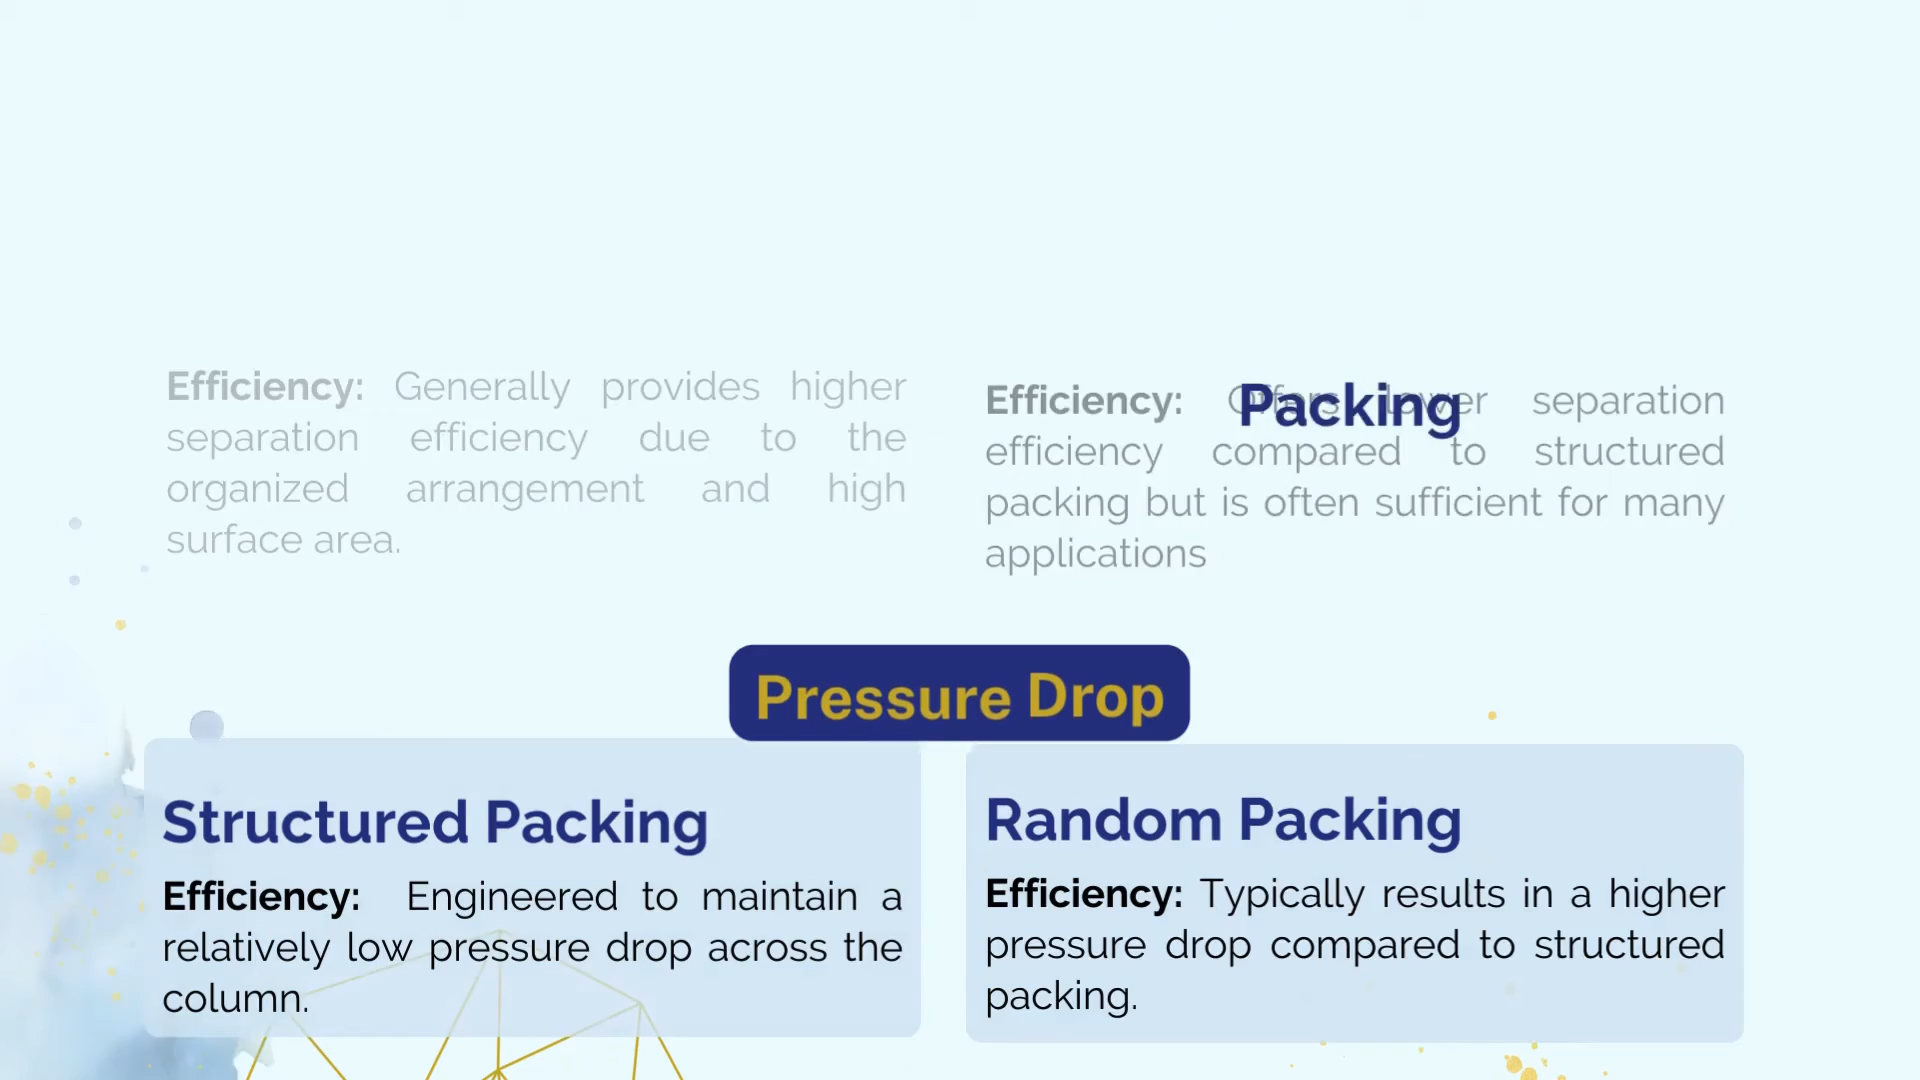 Efficiency: Generally provides higher
separation efficiency due to the
organized arrangement and high
surface area.
Packing
Efficiency: Offers lower separation
efficiency compared to structured
packing but is often sufficient for many
applications
Pressure Drop
Structured Packing
Efficiency: Engineered to maintain a
relatively low pressure drop across the
column.
Random Packing
Efficiency: Typically results in a higher
pressure drop compared to structured
packing.